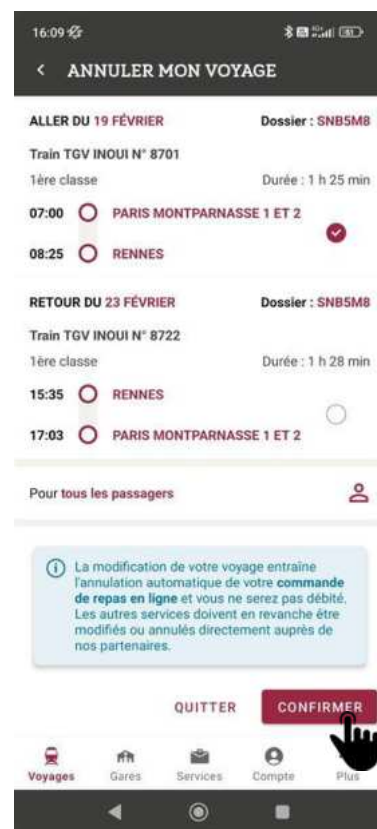 16:09
ANNULER MON VOYAGE
ALLER DU 19 FÉVRIER Dossier : SNB5M8
Train TGV INOUI N° 8701
1ère classe Durée : 1 h 25 min
07:00 PARIS MONTPARNASSE 1 ET 2
08:25 RENNES
RETOUR DU 23 FÉVRIER Dossier : SNB5M8
Train TGV INOUI N° 8722
1ère classe Durée : 1 h 28 min
15:35 RENNES
17:03 PARIS MONTPARNASSE 1 ET 2
Pour tous les passagers
La modification de votre voyage entraîne
l'annulation automatique de votre commande
de repas en ligne et vous ne serez pas débité.
Les autres services doivent en revanche être
modifiés ou annulés directement auprès de
nos partenaires.
QUITTER CONFIRMER
Voyages Gares Services Compte Plus